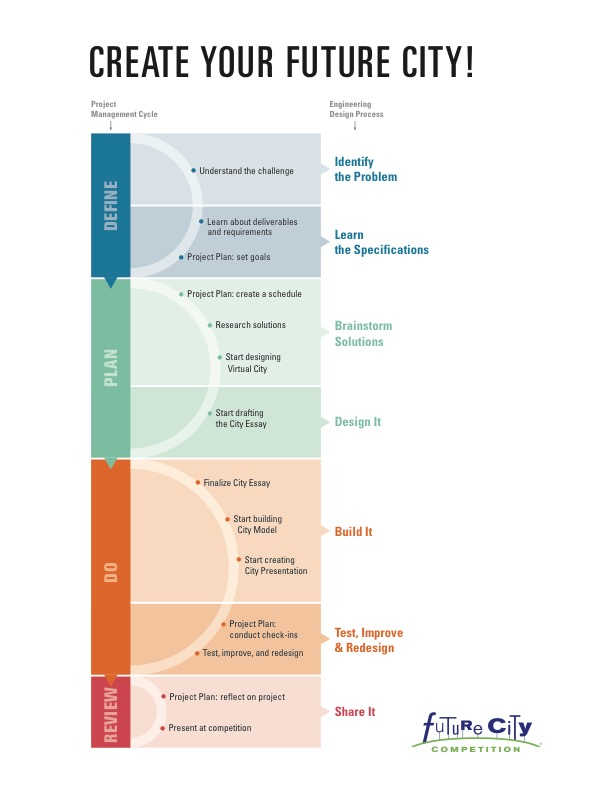 CREATE YOUR FUTURE CITY!
Project
Management Cycle
Engineering
Design Process
DEFINE
Understand the challenge
Identify
the Problem
Learn about deliverables
and requirements
Project Plan: set goals
Learn
the Specifications
PLAN
Project Plan: create a schedule
Research solutions
Start designing
Virtual City
Brainstorm
Solutions
Start drafting
the City Essay
Design It
DO
Finalize City Essay
Start building
City Model
Start creating
City Presentation
Build It
Project Plan:
conduct check-ins
Test, improve, and redesign
Test, Improve
& Redesign
REVIEW
Project Plan: reflect on project
Present at competition
Share It
fuTuRe CiTy
COMPETITION